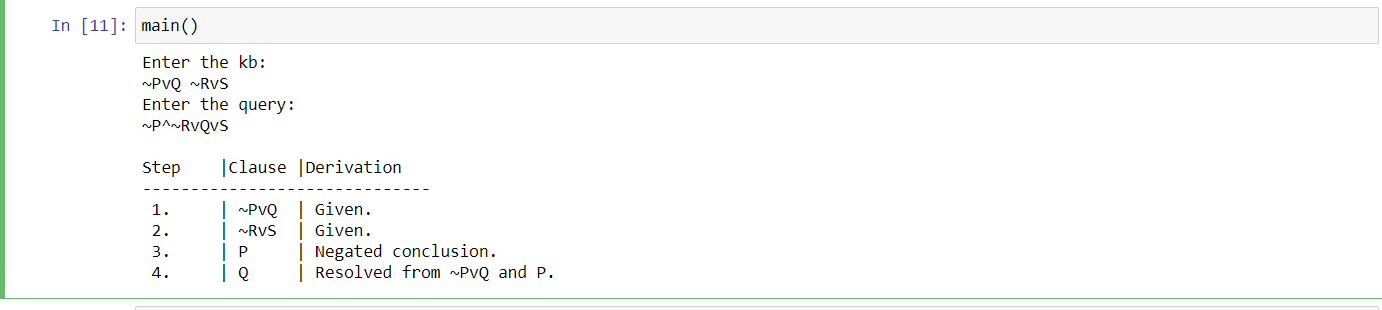 In [11]: main()
Enter the kb:
~PvQ ~RvS
Enter the query:
~P^~RvQvS
Step |Clause |Derivation
------------------------------
1. | ~PvQ | Given.
2. | ~RvS | Given.
3. | P | Negated conclusion.
4. | Q | Resolved from ~PvQ and P.